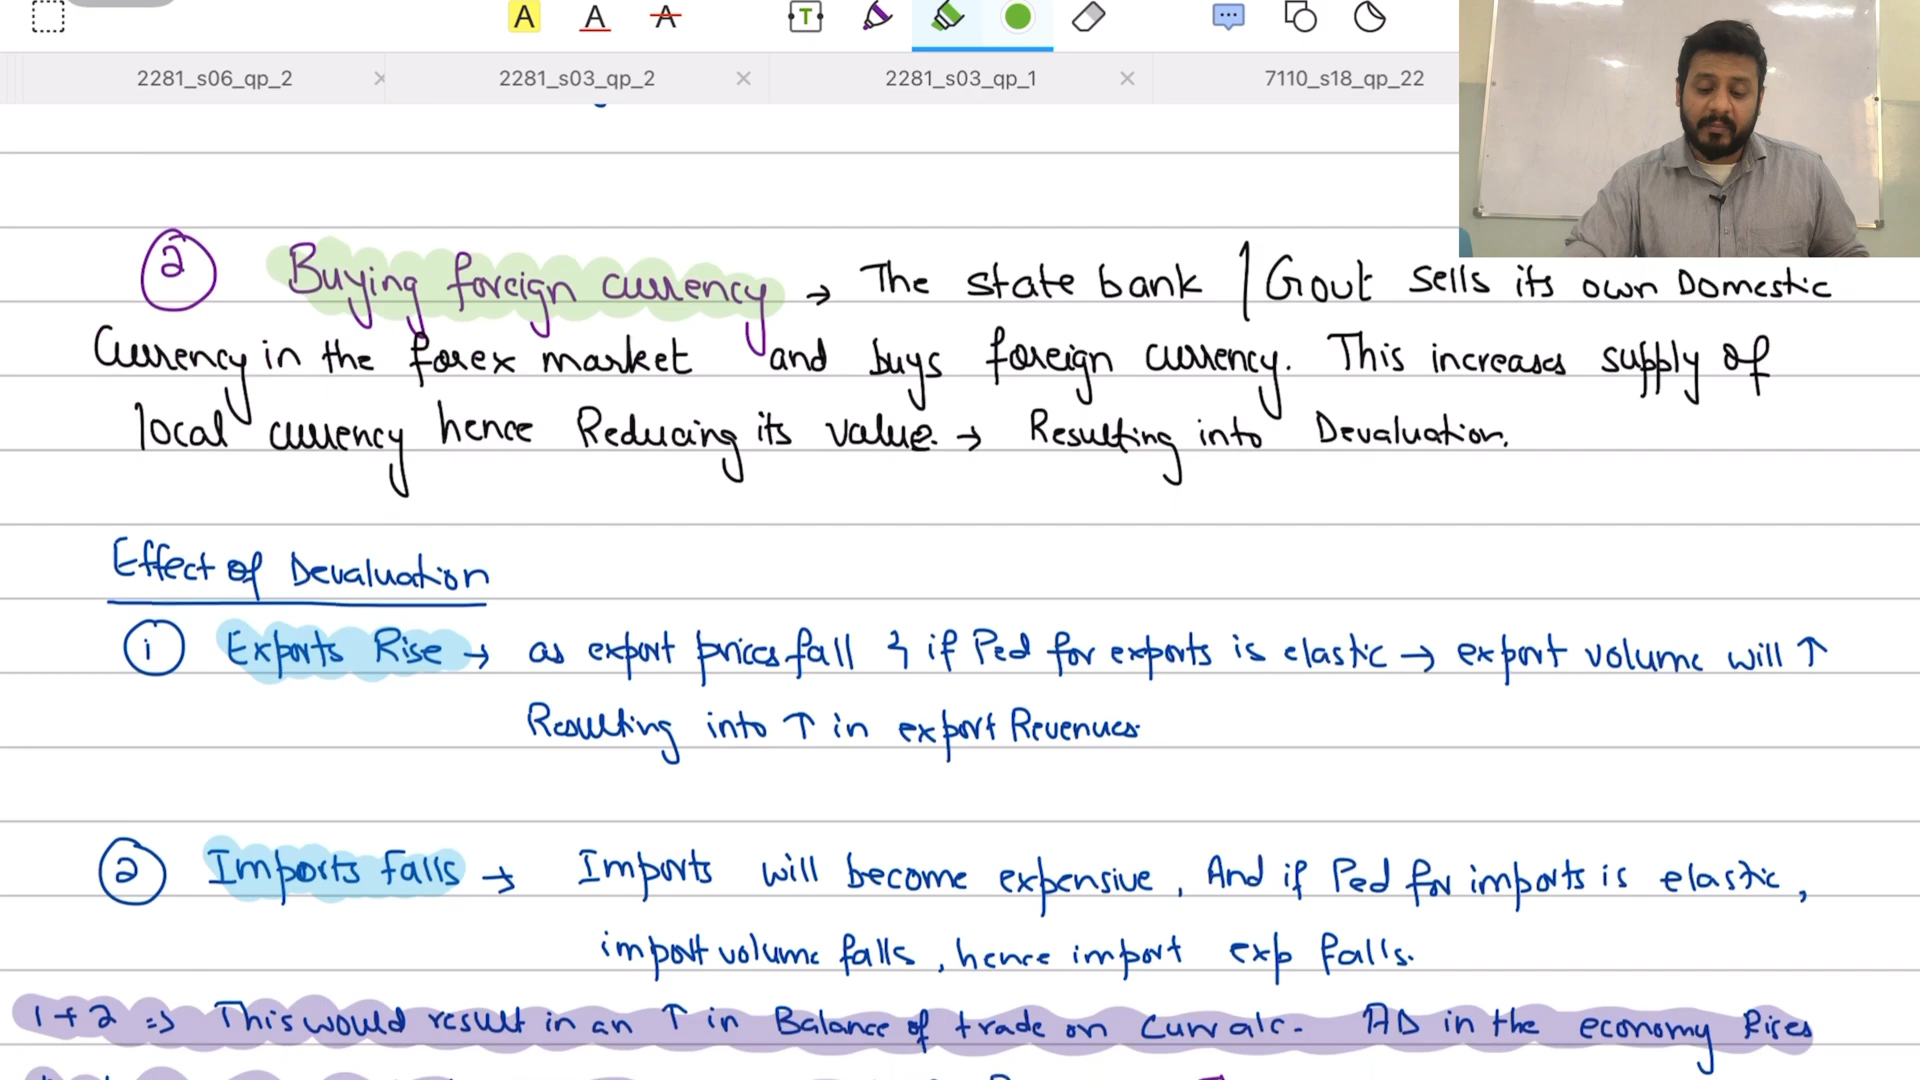 A A A T
2281_s06_qp_2 × 2281_s03_qp_2 × 2281_s03_qp_1 × 7110_s18_qp_22
2 Buying foreign currency → The state bank / Govt sells its own Domestic
Currency in the forex market and buys foreign currency. This increases supply of
local currency hence Reducing its value. → Resulting into Devaluation.
Effect of Devaluation
1 Exports Rise → as export prices fall & if Ped for exports is elastic → export volume will ↑
Resulting into ↑ in export Revenues.
2 Imports falls → Imports will become expensive, And if Ped for imports is elastic,
import volume falls, hence import exp falls.
1+2 => This would result in an ↑ in Balance of trade on Curr a/c. AD in the economy Rises